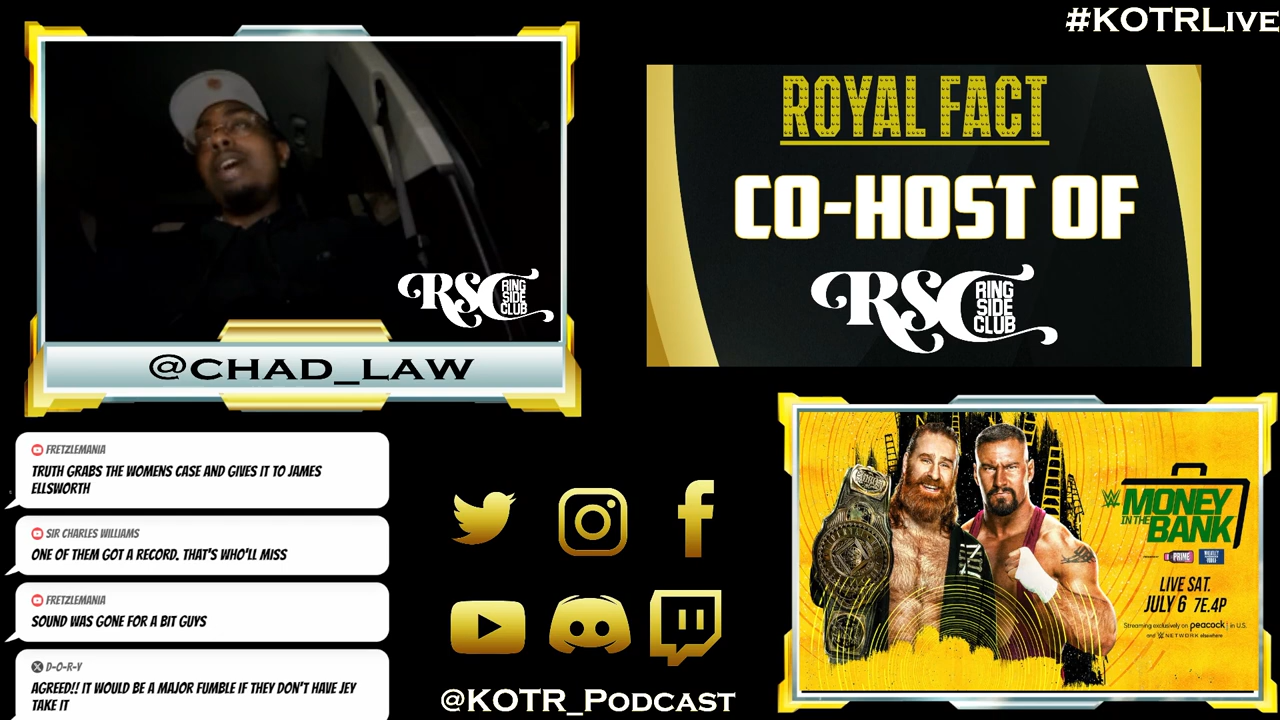 #KOTRLive
ROYAL FACT
CO-HOST OF
RSC RING
SIDE
CLUB
RSC RING
SIDE
CLUB
@CHAD_LAW
FRETZLEMANIA
TRUTH GRABS THE WOMENS CASE AND GIVES IT TO JAMES
ELLSWORTH
SIR CHARLES WILLIAMS
ONE OF THEM GOT A RECORD. THAT'S WHO'LL MISS
FRETZLEMANIA
SOUND WAS GONE FOR A BIT GUYS
D-O-R-Y
AGREED!! IT WOULD BE A MAJOR FUMBLE IF THEY DON'T HAVE JEY
TAKE IT
@KOTR_PODCAST
W MONEY
IN THE
BANK
PRIME
LIVE SAT.
JULY 6 7E.4P
Streaming exclusively on peacock in U.S.
and W NETWORK elsewhere